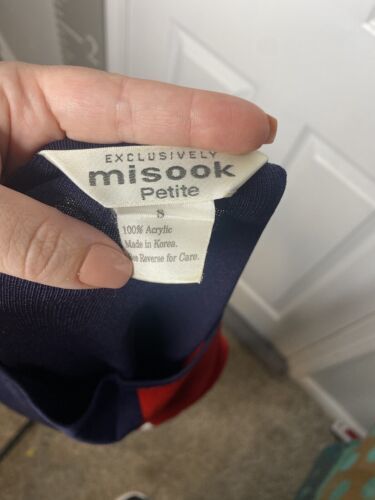 EXCLUSIVELY
misook
Petite
S
100% Acrylic
Made in Korea.
Reverse for Care.